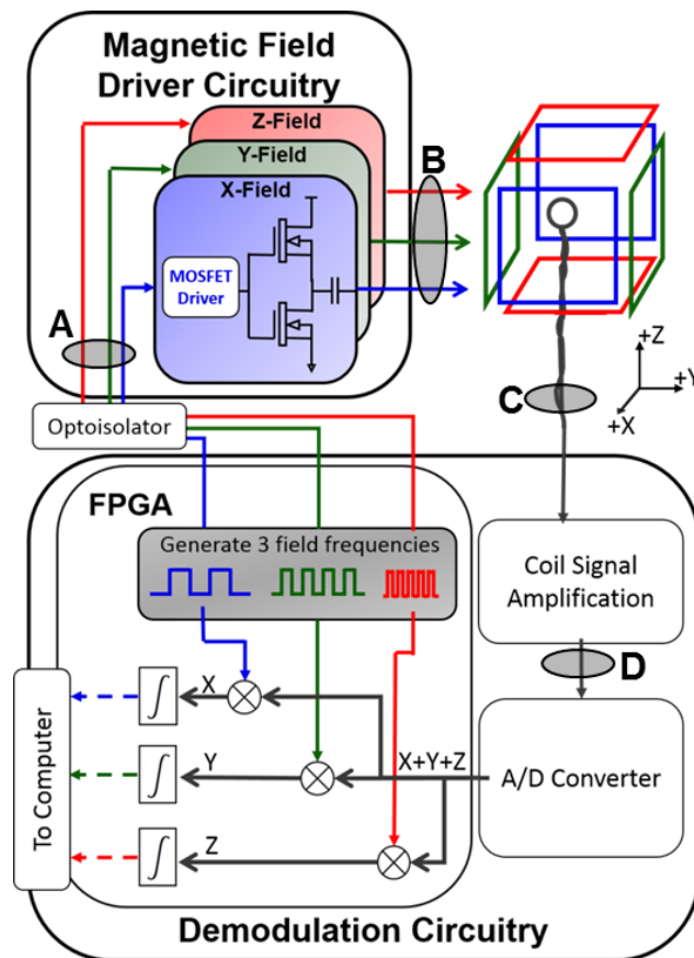 Magnetic Field
Driver Circuitry
Z-Field
Y-Field
X-Field
MOSFET
Driver
A
B
C
+Z
+Y
+X
Optoisolator
FPGA
Generate 3 field frequencies
Coil Signal
Amplification
D
X
Y
Z
X+Y+Z
A/D Converter
To Computer
Demodulation Circuitry